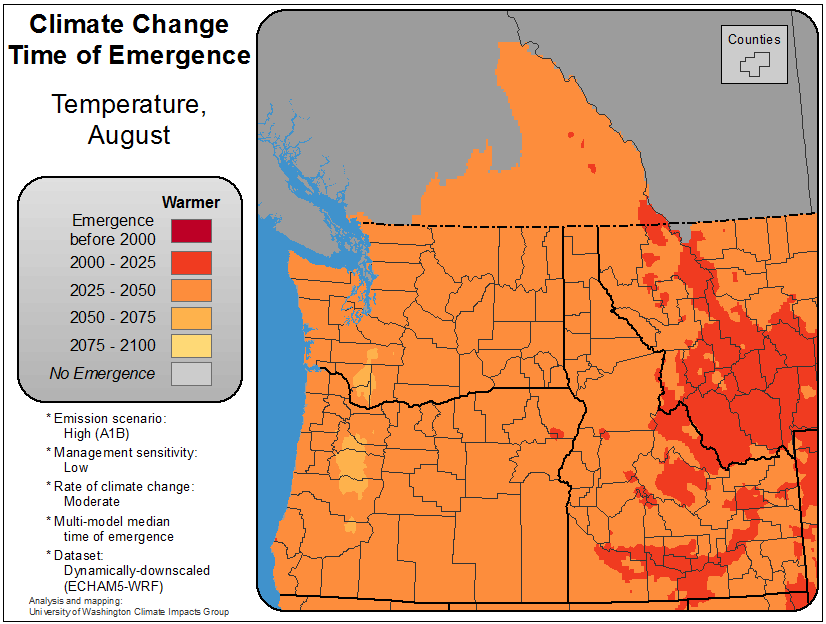 Climate Change
Time of Emergence
Temperature,
August
Warmer
Emergence
before 2000
2000 - 2025
2025 - 2050
2050 - 2075
2075 - 2100
No Emergence
* Emission scenario:
High (A1B)
* Management sensitivity:
Low
* Rate of climate change:
Moderate
* Multi-model median
time of emergence
* Dataset:
Dynamically-downscaled
(ECHAM5-WRF)
Analysis and mapping:
University of Washington Climate Impacts Group
Counties